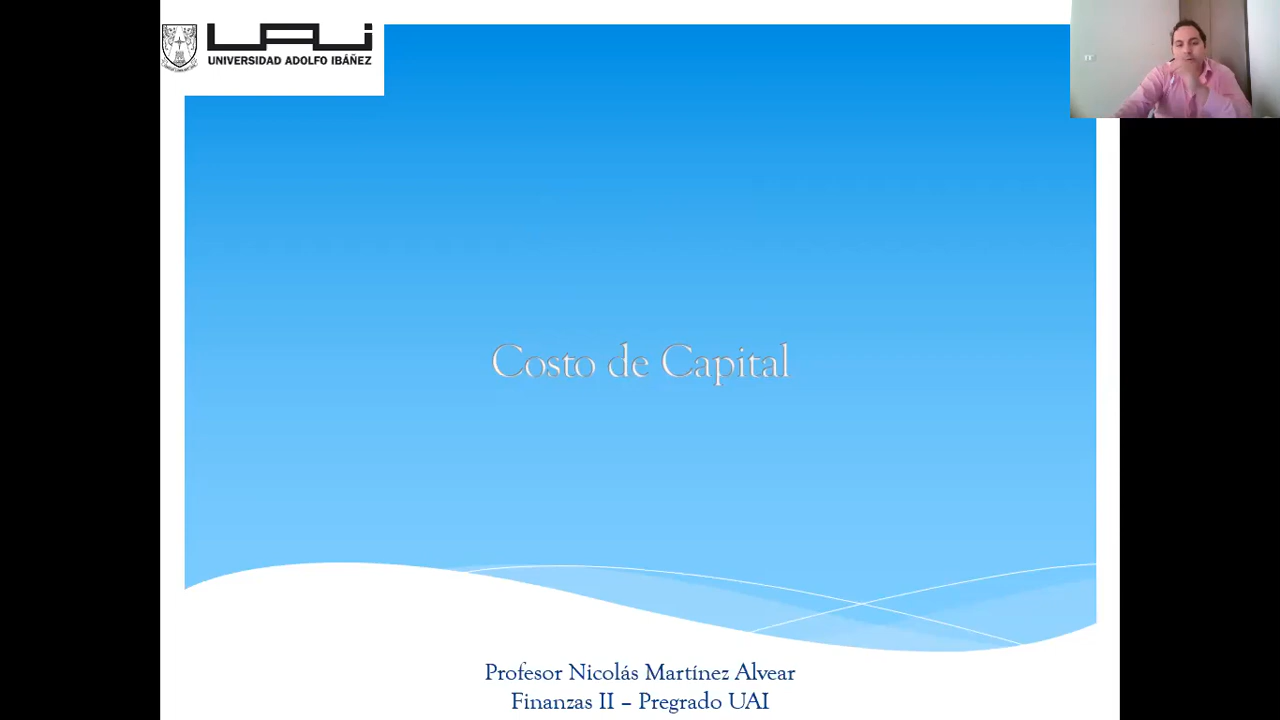 UAI
UNIVERSIDAD ADOLFO IBÁÑEZ
Costo de Capital
Profesor Nicolás Martínez Alvear
Finanzas II – Pregrado UAI